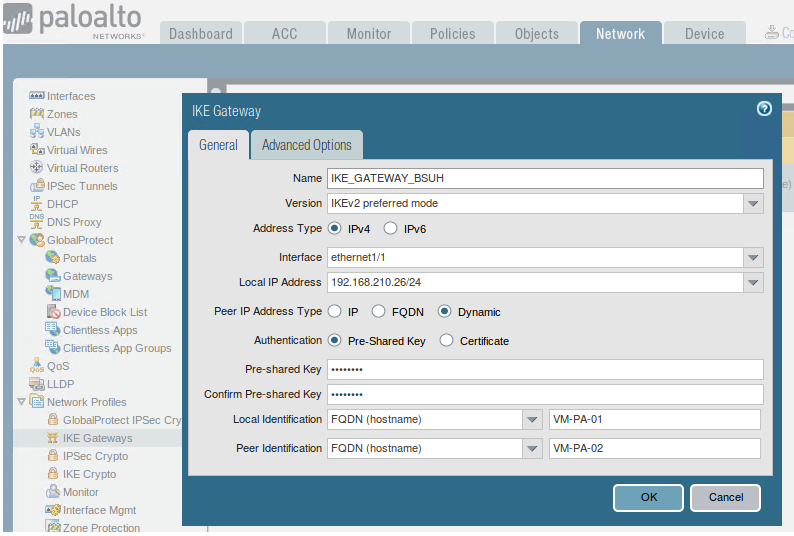 paloalto
NETWORKS®
Dashboard ACC Monitor Policies Objects Network Device
Interfaces
Zones
VLANs
Virtual Wires
Virtual Routers
IPSec Tunnels
DHCP
DNS Proxy
GlobalProtect
Portals
Gateways
MDM
Device Block List
Clientless Apps
Clientless App Groups
QoS
LLDP
Network Profiles
GlobalProtect IPSec Cry
IKE Gateways
IPSec Crypto
IKE Crypto
Monitor
Interface Mgmt
Zone Protection
IKE Gateway
General Advanced Options
Name IKE_GATEWAY_BSUH
Version IKEv2 preferred mode
Address Type IPv4 IPv6
Interface ethernet1/1
Local IP Address 192.168.210.26/24
Peer IP Address Type IP FQDN Dynamic
Authentication Pre-Shared Key Certificate
Pre-shared Key ••••••••
Confirm Pre-shared Key ••••••••
Local Identification FQDN (hostname) VM-PA-01
Peer Identification FQDN (hostname) VM-PA-02
OK Cancel